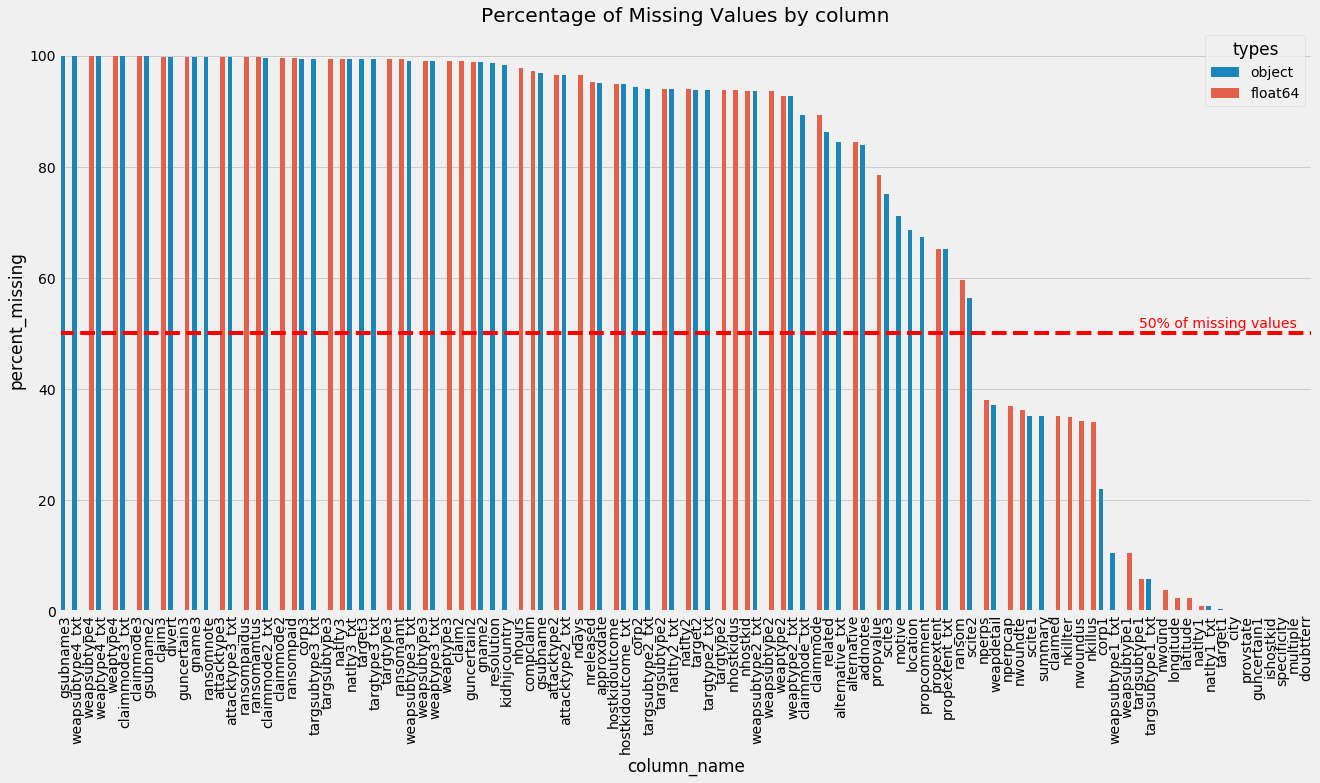 Percentage of Missing Values by column
types
object
float64
100
80
60
40
20
0
percent_missing
50% of missing values
gsubname3
weapsubtype4_txt
weapsubtype4
weaptype4_txt
weaptype4
claimmode3_txt
claimmode3
gsubname2
claim3
divert
guncertain3
gname3
ransomnote
attacktype3
attacktype3_txt
ransompaidus
ransomamtus
claimmode2_txt
claimmode2
ransompaid
corp3
targsubtype3_txt
targsubtype3
natlty3
natlty3_txt
target3
targtype3_txt
targtype3
ransomamt
weapsubtype3_txt
weapsubtype3
weaptype3_txt
weaptype3
claim2
guncertain2
gname2
resolution
kidhijcountry
nhours
compclaim
gsubname
attacktype2
attacktype2_txt
ndays
nreleased
approxdate
hostkidoutcome
hostkidoutcome_txt
corp2
targsubtype2_txt
targsubtype2
natlty2_txt
natlty2
target2
targtype2_txt
targtype2
nhostkidus
nhostkid
weapsubtype2_txt
weapsubtype2
weaptype2
weaptype2_txt
claimmode_txt
claimmode
related
alternative_txt
alternative
addnotes
propvalue
scite3
motive
location
propcomment
propextent
propextent_txt
ransom
scite2
nperps
weapdetail
nperpcap
nwoundte
scite1
summary
claimed
nkillter
nwoundus
nkillus
corp1
weapsubtype1_txt
weapsubtype1
targsubtype1
targsubtype1_txt
nwound
longitude
latitude
natlty1
natlty1_txt
target1
city
provstate
guncertain1
ishostkid
specificity
multiple
doubtterr
column_name